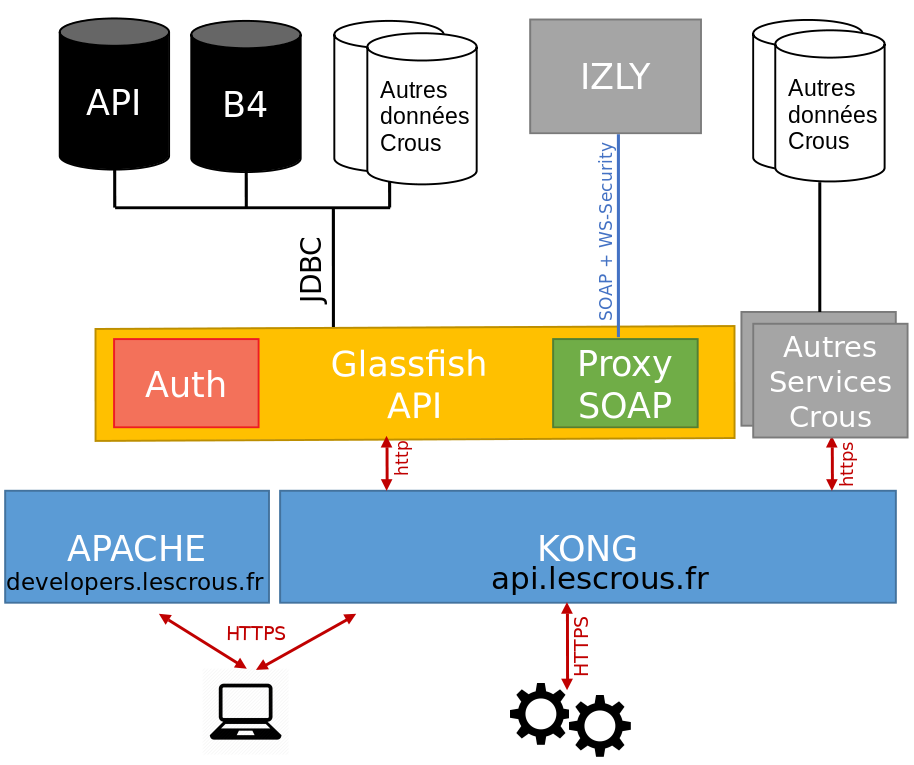 API
B4
Autres
données
Crous
IZLY
Autres
données
Crous
JDBC
SOAP + WS-Security
Auth
Glassfish
API
Proxy
SOAP
Autres
Services
Crous
http
https
APACHE
developers.lescrous.fr
KONG
api.lescrous.fr
HTTPS
HTTPS